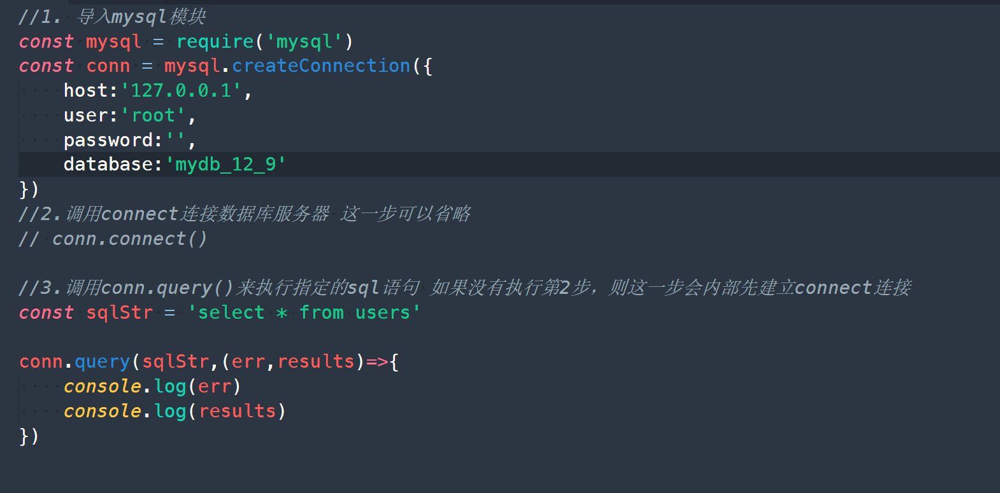 //1. 导入mysql模块
const mysql = require('mysql')
const conn = mysql.createConnection({
    host:'127.0.0.1',
    user:'root',
    password:'',
    database:'mydb_12_9'
})
//2.调用connect连接数据库服务器 这一步可以省略
// conn.connect()
//3.调用conn.query()来执行指定的sql语句 如果没有执行第2步，则这一步会内部先建立connect连接
const sqlStr = 'select * from users'
conn.query(sqlStr,(err,results)=>{
    console.log(err)
    console.log(results)
})